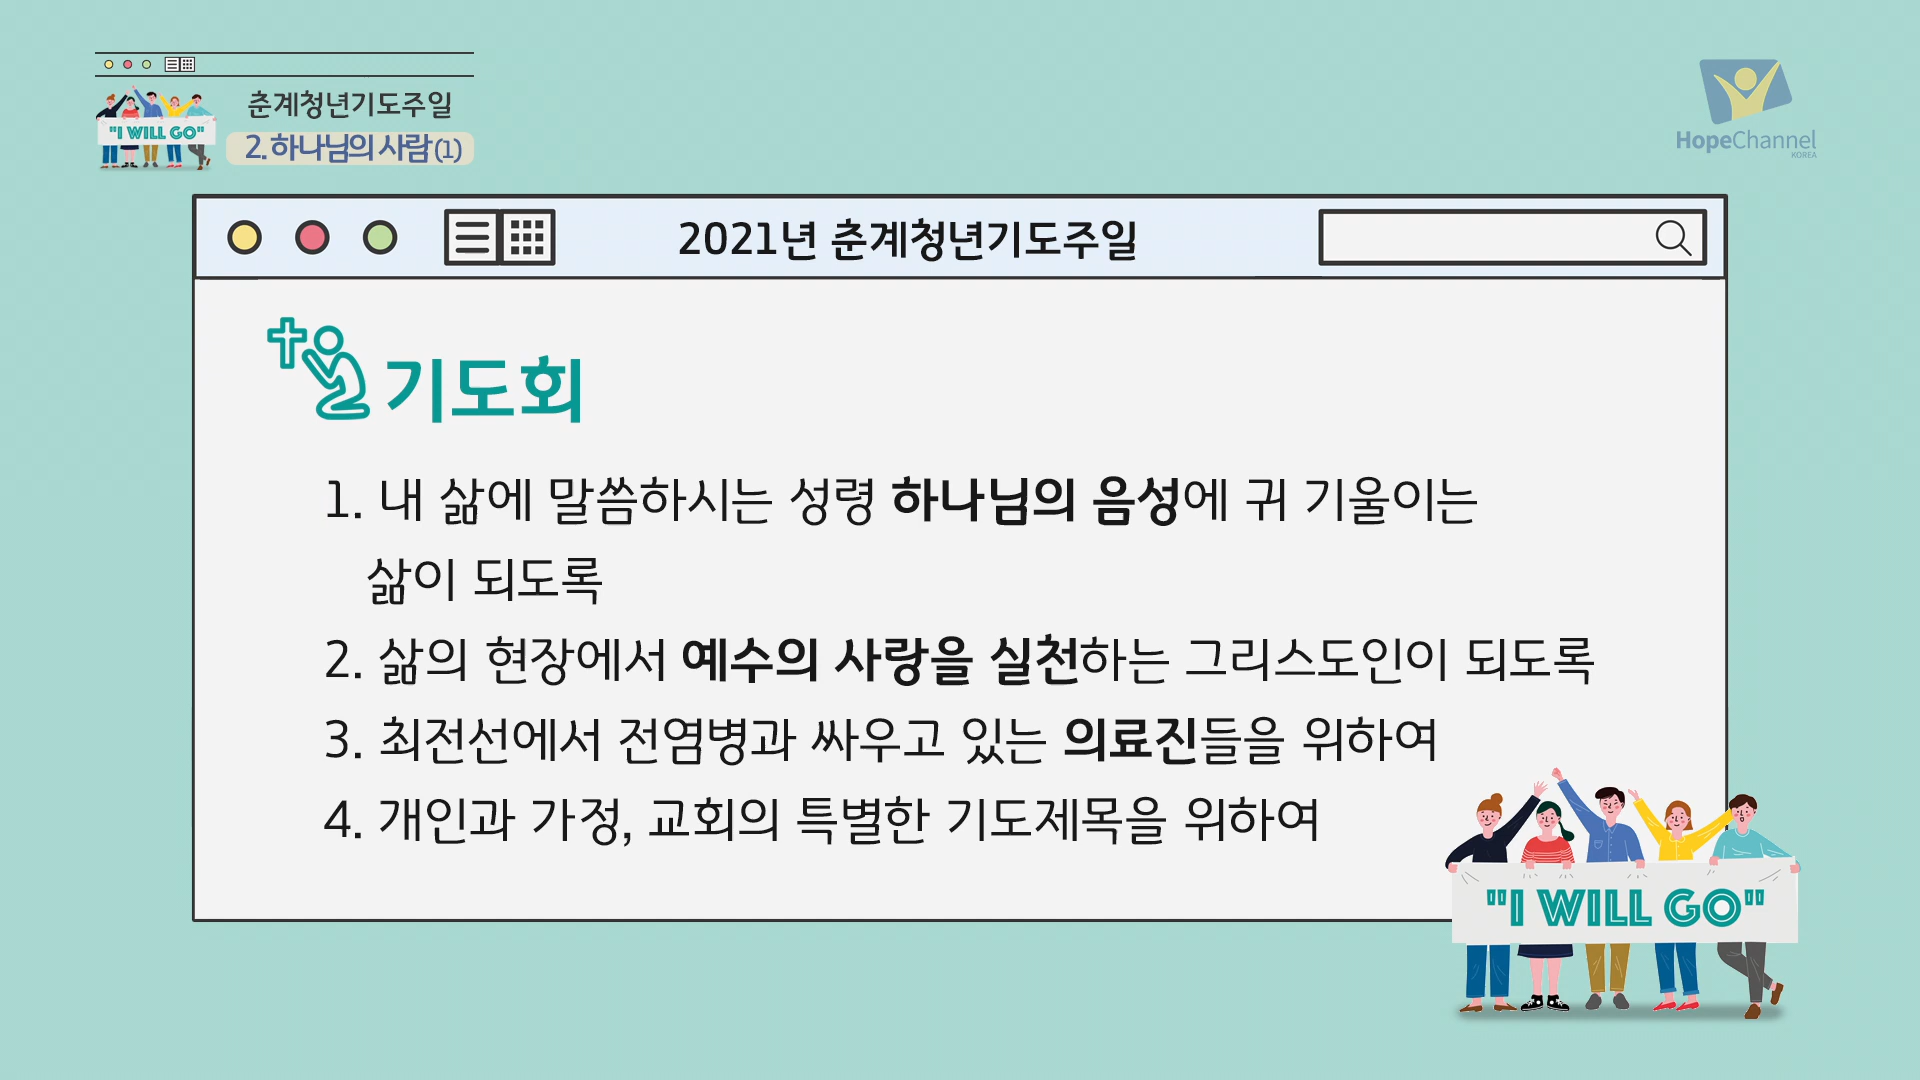 춘계청년기도주일
"I WILL GO"
2. 하나님의 사람 (1)
HopeChannel
KOREA
2021년 춘계청년기도주일
기도회
1. 내 삶에 말씀하시는 성령 하나님의 음성에 귀 기울이는
삶이 되도록
2. 삶의 현장에서 예수의 사랑을 실천하는 그리스도인이 되도록
3. 최전선에서 전염병과 싸우고 있는 의료진들을 위하여
4. 개인과 가정, 교회의 특별한 기도제목을 위하여
"I WILL GO"